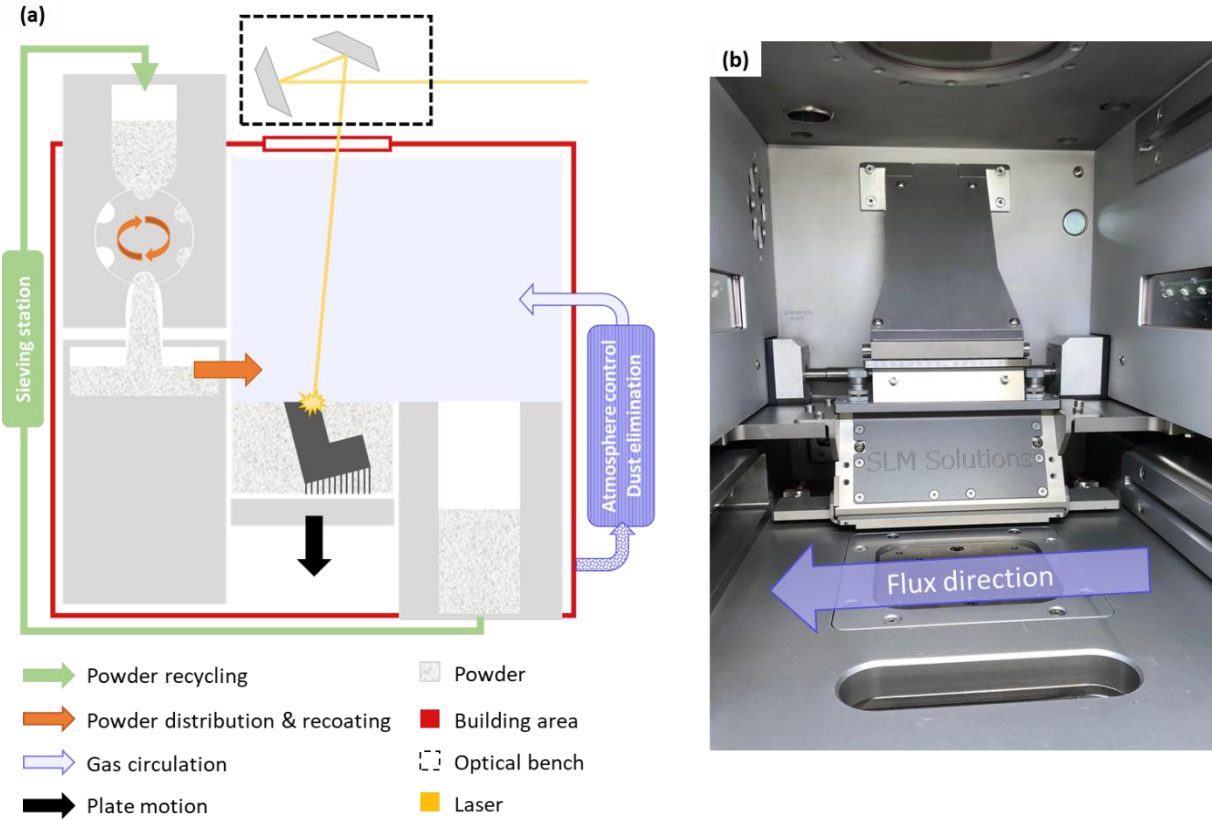 (a)
Sieving station
Atmosphere control
Dust elimination
Powder recycling
Powder distribution & recoating
Gas circulation
Plate motion
Powder
Building area
Optical bench
Laser
(b)
SLM Solutions
Flux direction